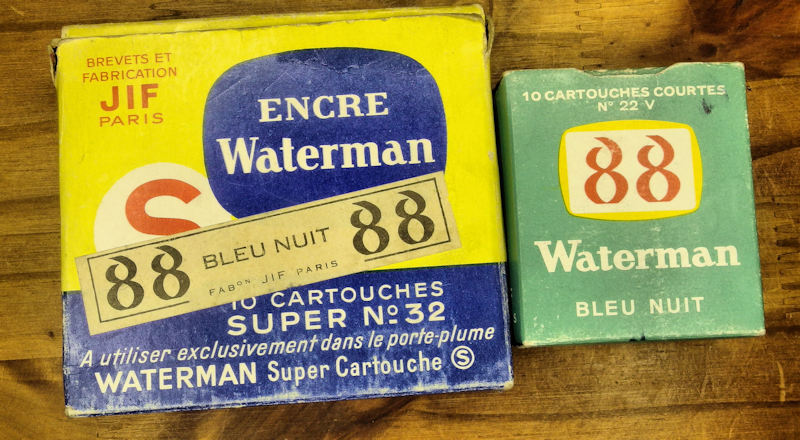 BREVETS ET
FABRICATION
JIF
PARIS
ENCRE
Waterman
S
88 BLEU NUIT 88
FABON JIF PARIS
10 CARTOUCHES
SUPER Nº 32
A utiliser exclusivement dans le porte-plume
WATERMAN Super Cartouche Ⓢ
10 CARTOUCHES COURTES
N° 22 V
88
Waterman
BLEU NUIT